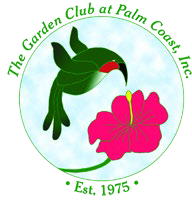 The Garden Club at Palm Coast, Inc.
• Est. 1975 •